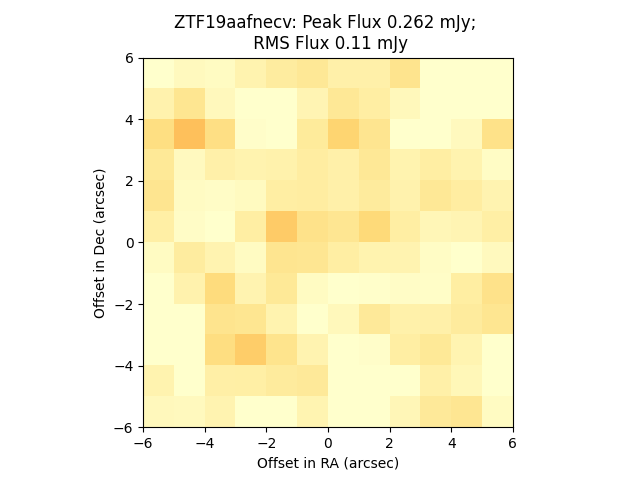 ZTF19aafnecv: Peak Flux 0.262 mJy;
RMS Flux 0.11 mJy
6
4
2
0
−2
−4
−6
Offset in Dec (arcsec)
−6 −4 −2 0 2 4 6
Offset in RA (arcsec)